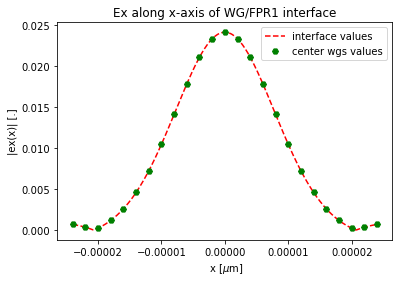 Ex along x-axis of WG/FPR1 interface
interface values
center wgs values
|ex(x)| [.]
0.025
0.020
0.015
0.010
0.005
0.000
−0.00002
−0.00001
0.00000
0.00001
0.00002
x [μm]